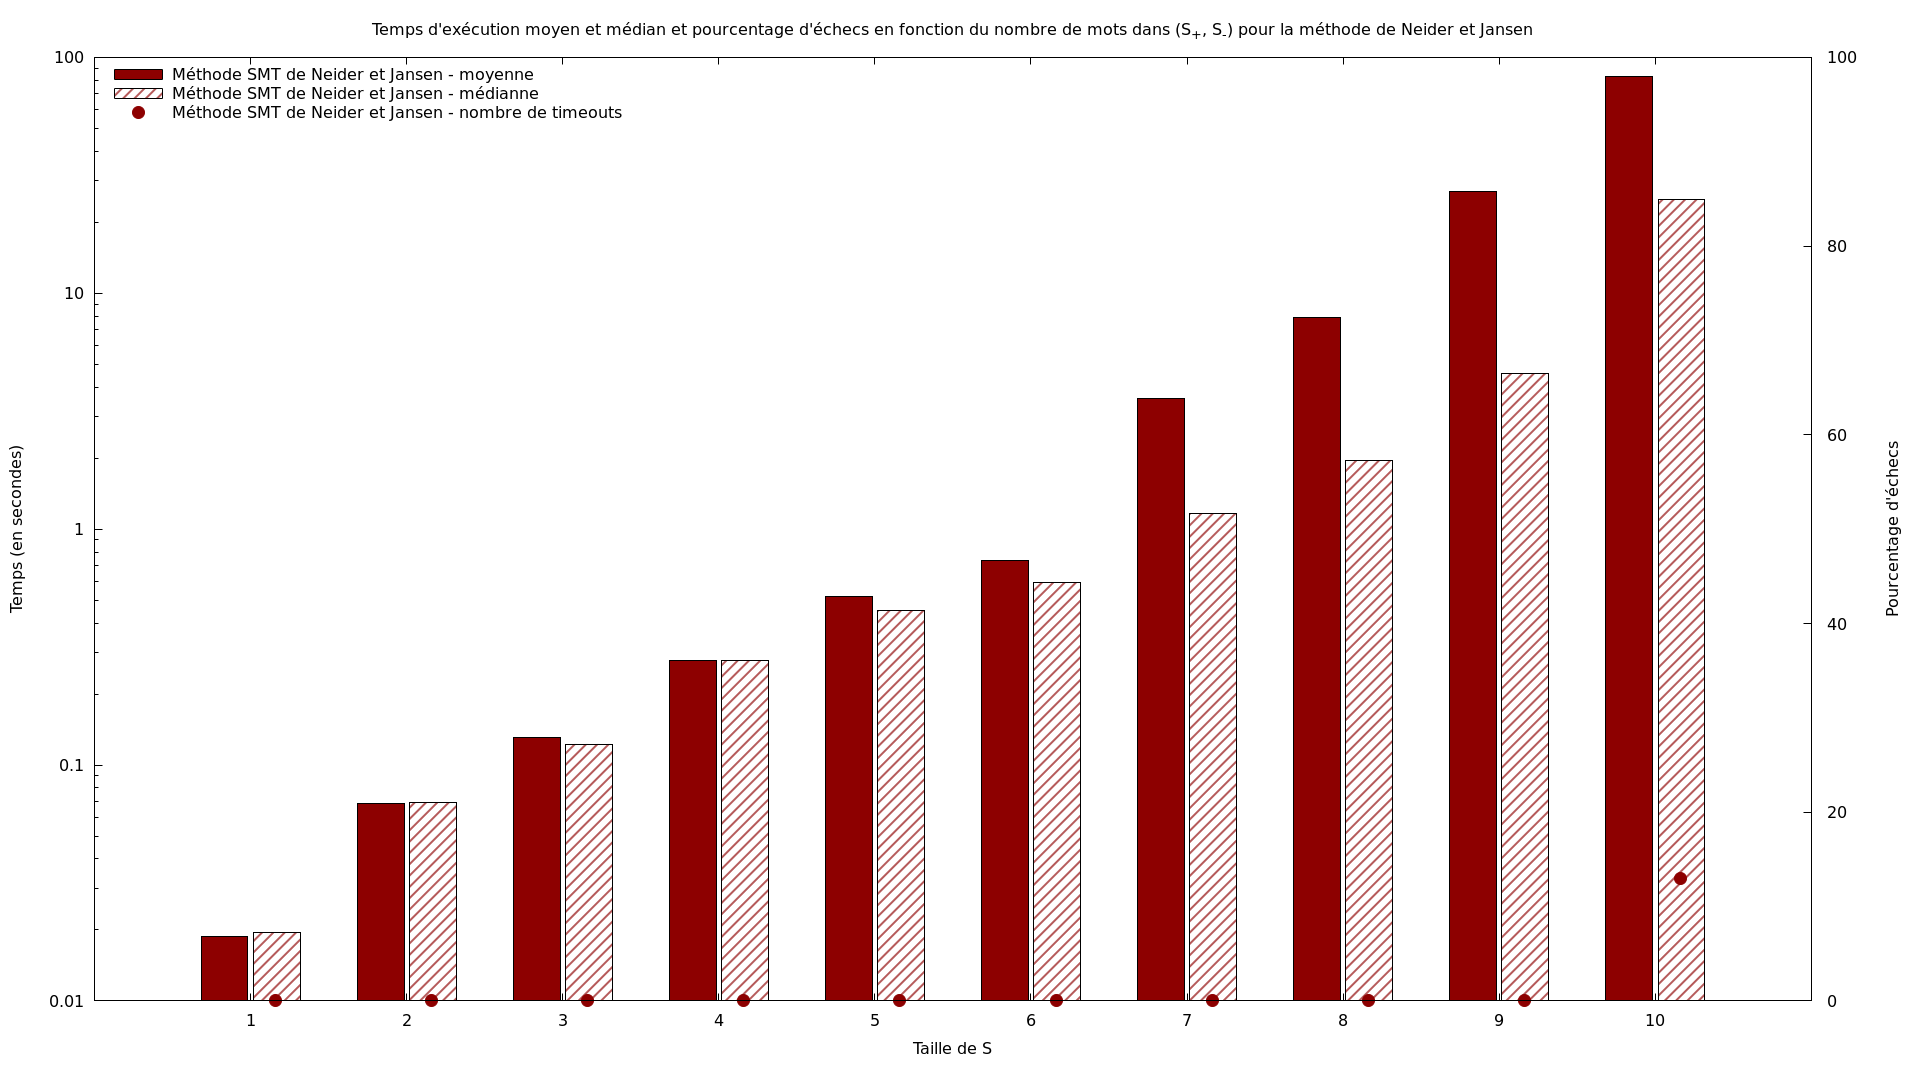 Temps d'exécution moyen et médian et pourcentage d'échecs en fonction du nombre de mots dans (S+, S-) pour la méthode de Neider et Jansen
Méthode SMT de Neider et Jansen - moyenne
Méthode SMT de Neider et Jansen - médianne
Méthode SMT de Neider et Jansen - nombre de timeouts
100
10
1
0.1
0.01
Temps (en secondes)
100
80
60
40
20
0
Pourcentage d'échecs
1 2 3 4 5 6 7 8 9 10
Taille de S